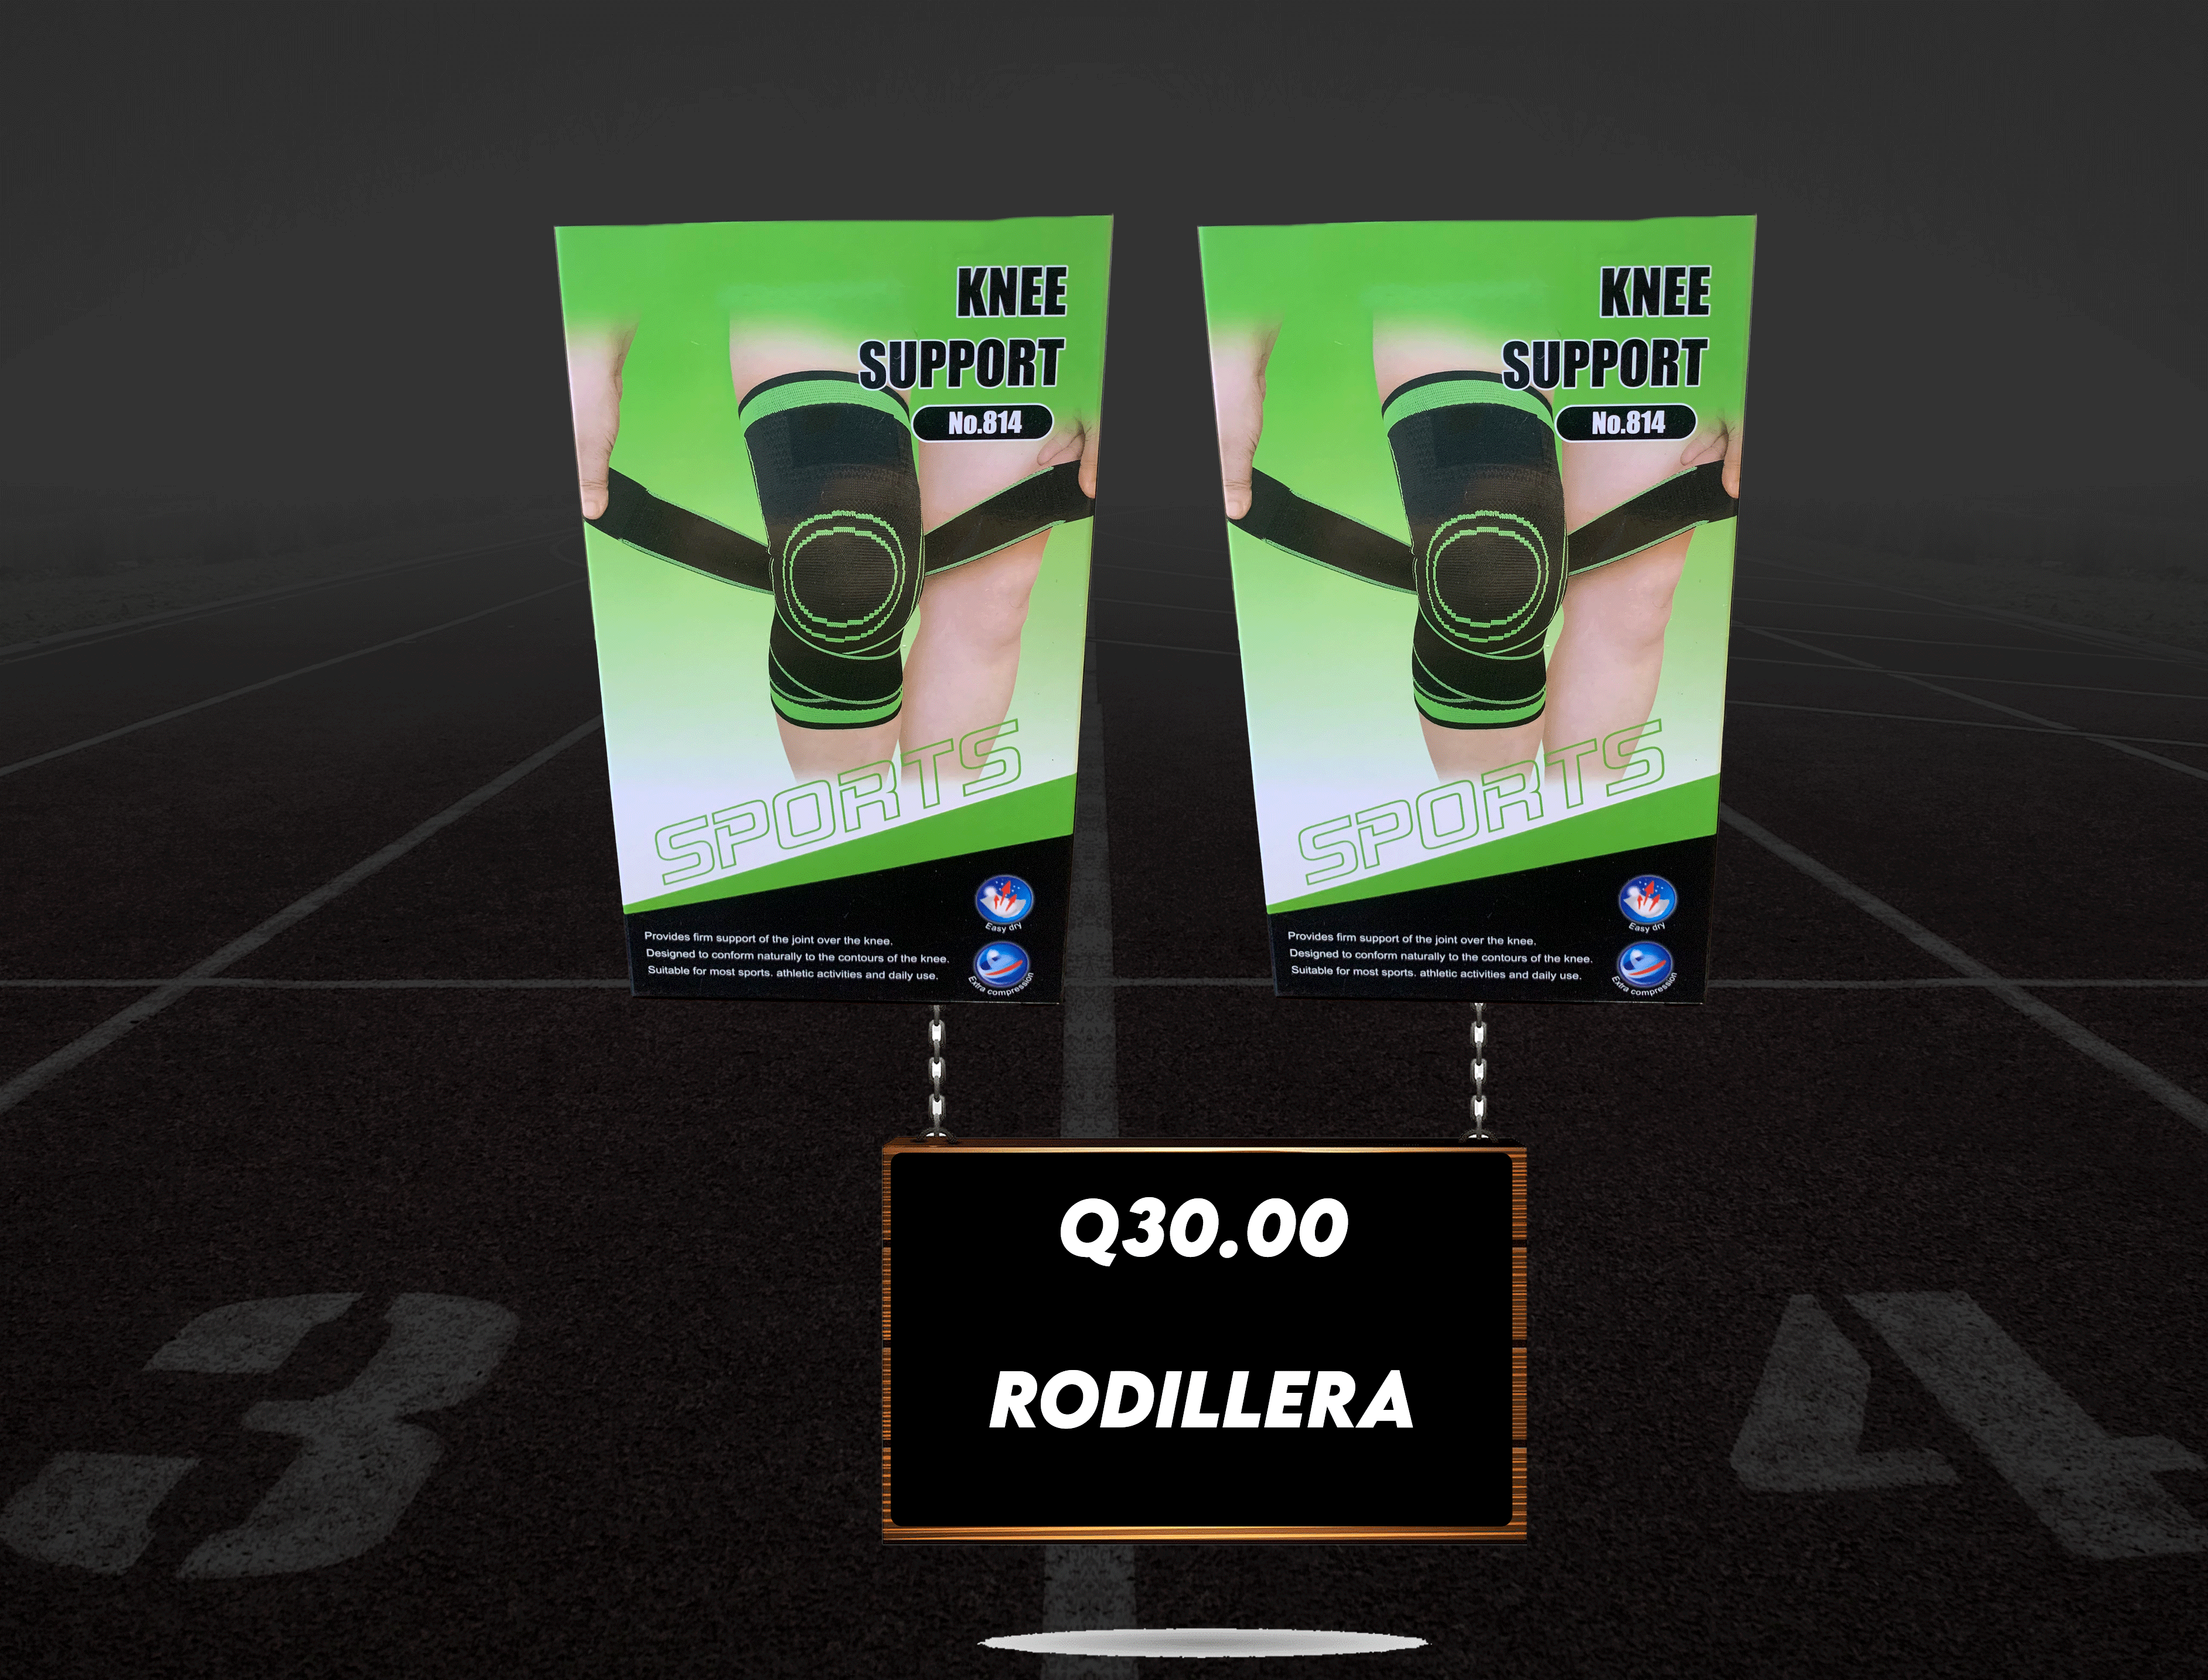 KNEE
SUPPORT
No.814
SPORTS
Easy dry
Provides firm support of the joint over the knee.
Designed to conform naturally to the contours of the knee.
Suitable for most sports. athletic activities and daily use.
Extra compression
KNEE
SUPPORT
No.814
SPORTS
Easy dry
Provides firm support of the joint over the knee.
Designed to conform naturally to the contours of the knee.
Suitable for most sports. athletic activities and daily use.
Extra compression
Q30.00
RODILLERA
3
4